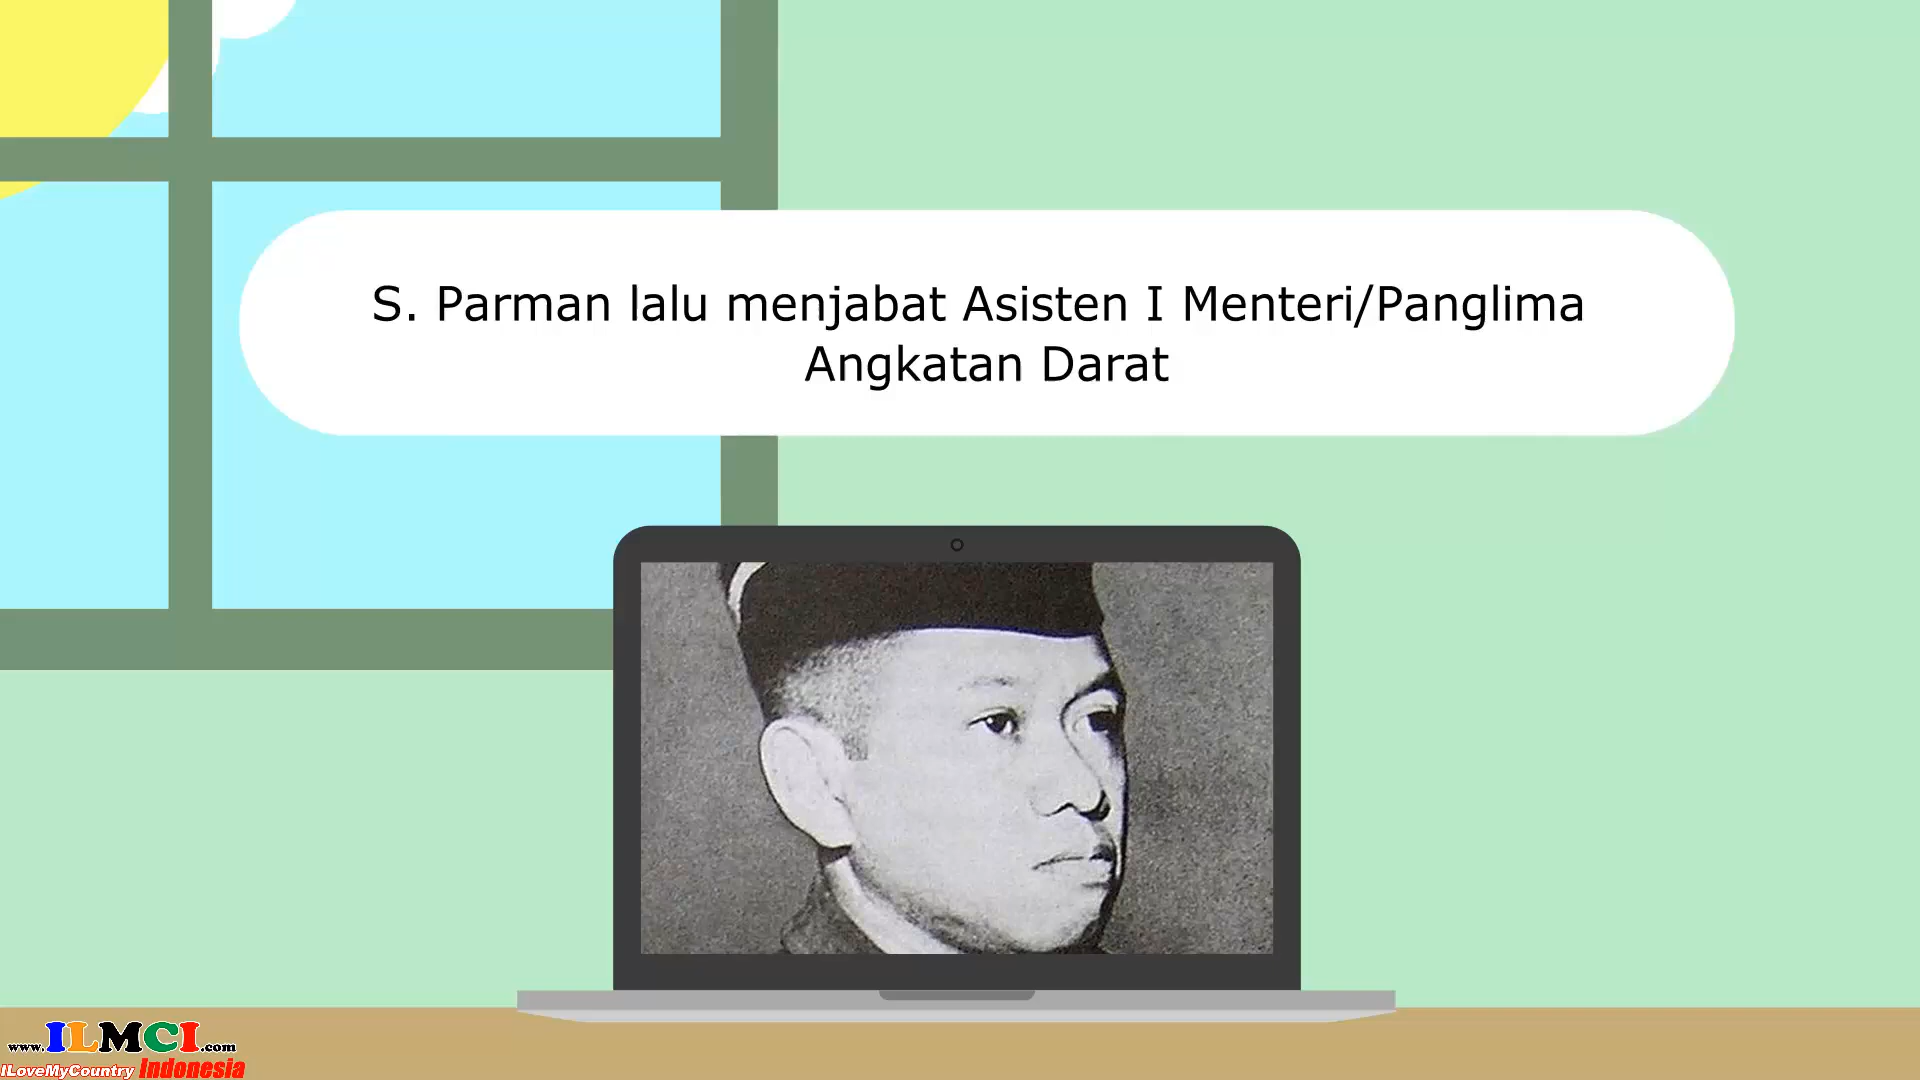 S. Parman lalu menjabat Asisten I Menteri/Panglima
Angkatan Darat
www.ILMCI.com
ILoveMyCountry Indonesia